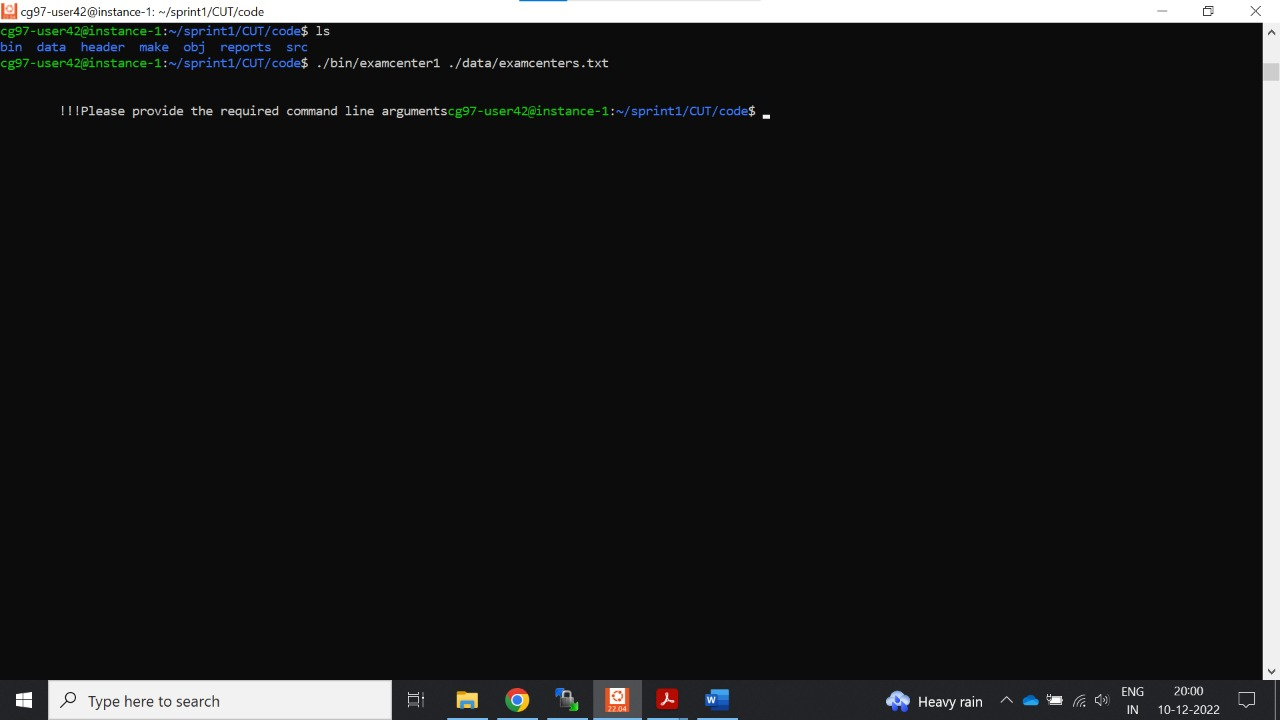 cg97-user42@instance-1: ~/sprint1/CUT/code
cg97-user42@instance-1:~/sprint1/CUT/code$ ls
bin data header make obj reports src
cg97-user42@instance-1:~/sprint1/CUT/code$ ./bin/examcenter1 ./data/examcenters.txt
!!!Please provide the required command line argumentscg97-user42@instance-1:~/sprint1/CUT/code$
22.04
Type here to search
Heavy rain
ENG
IN
20:00
10-12-2022